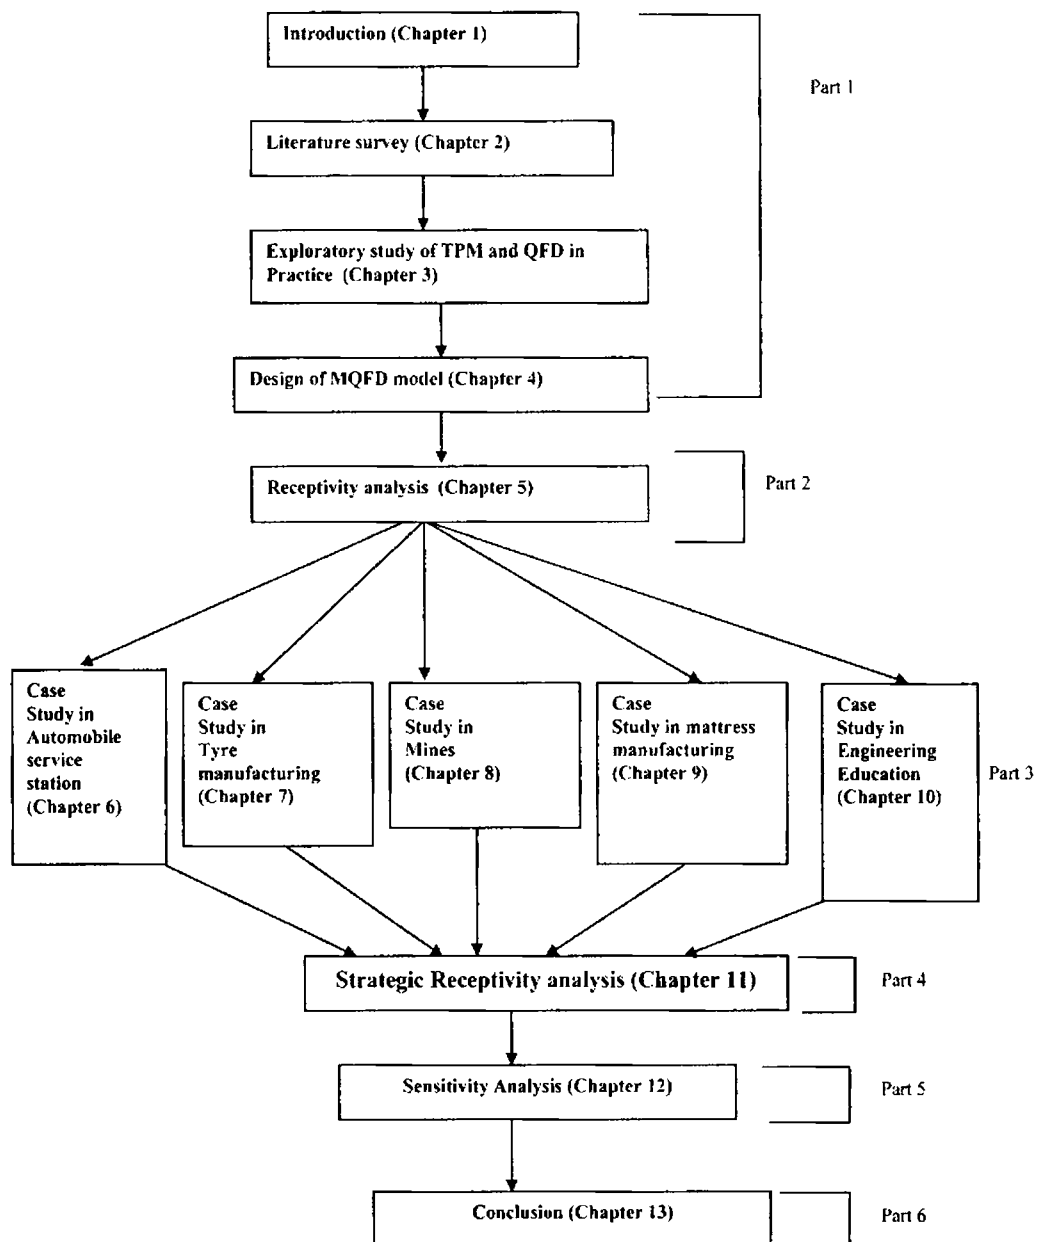 Introduction (Chapter 1)
Part 1
Literature survey (Chapter 2)
Exploratory study of TPM and QFD in
Practice (Chapter 3)
Design of MQFD model (Chapter 4)
Receptivity analysis (Chapter 5)
Part 2
Case
Study in
Automobile
service
station
(Chapter 6)
Case
Study in
Tyre
manufacturing
(Chapter 7)
Case
Study in
Mines
(Chapter 8)
Case
Study in mattress
manufacturing
(Chapter 9)
Case
Study in
Engineering
Education
(Chapter 10)
Part 3
Strategic Receptivity analysis (Chapter 11)
Part 4
Sensitivity Analysis (Chapter 12)
Part 5
Conclusion (Chapter 13)
Part 6